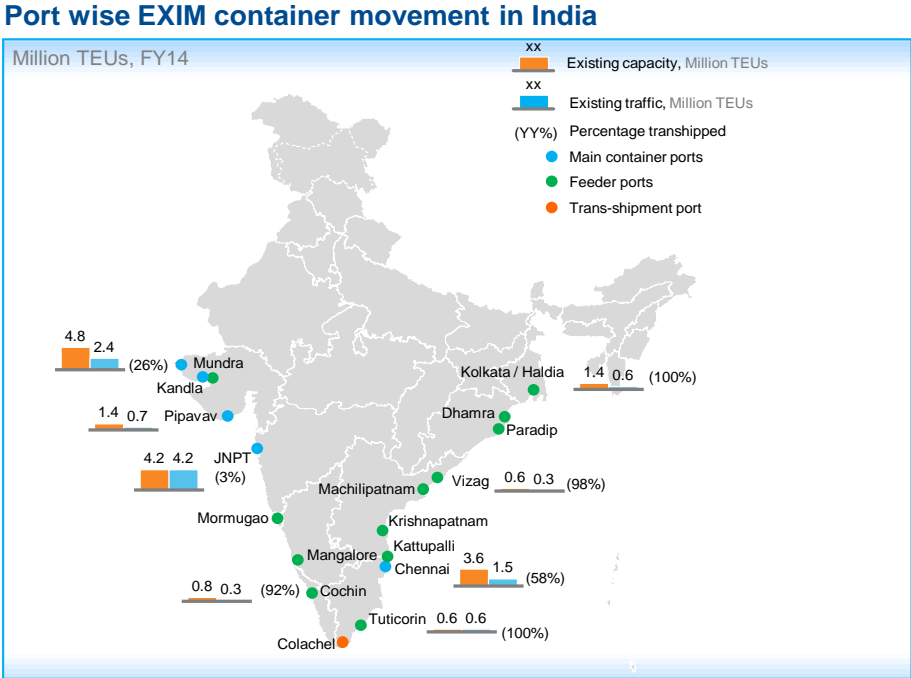 Port wise EXIM container movement in India
Million TEUs, FY14
xx
Existing capacity, Million TEUs
xx
Existing traffic, Million TEUs
(YY%) Percentage transhipped
Main container ports
Feeder ports
Trans-shipment port
4.8 2.4 (26%) Mundra
Kandla
Kolkata / Haldia 1.4 0.6 (100%)
1.4 0.7 Pipavav
Dhamra
Paradip
JNPT
4.2 4.2 (3%)
Machilipatnam
Vizag 0.6 0.3 (98%)
Mormugao
Krishnapatnam
Mangalore
Kattupalli
Chennai 3.6 1.5 (58%)
0.8 0.3 (92%) Cochin
Tuticorin 0.6 0.6 (100%)
Colachel